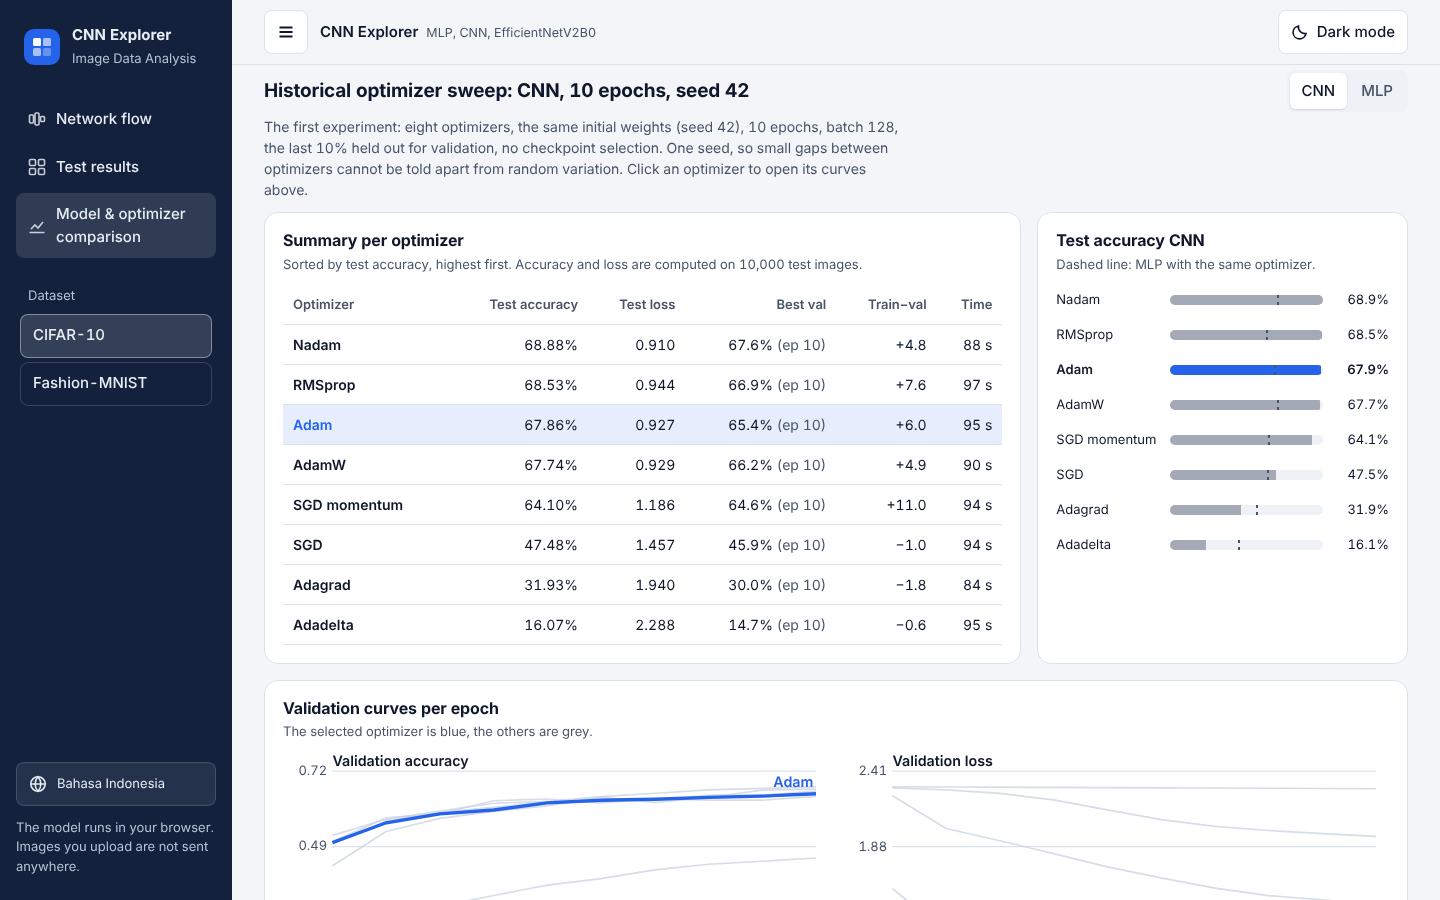 CNN Explorer
Image Data Analysis
Network flow
Test results
Model & optimizer
comparison
Dataset
CIFAR-10
Fashion-MNIST
Bahasa Indonesia
The model runs in your browser.
Images you upload are not sent
anywhere.
CNN Explorer MLP, CNN, EfficientNetV2B0
Dark mode
Historical optimizer sweep: CNN, 10 epochs, seed 42
CNN MLP
The first experiment: eight optimizers, the same initial weights (seed 42), 10 epochs, batch 128,
the last 10% held out for validation, no checkpoint selection. One seed, so small gaps between
optimizers cannot be told apart from random variation. Click an optimizer to open its curves
above.
Summary per optimizer
Sorted by test accuracy, highest first. Accuracy and loss are computed on 10,000 test images.
Optimizer Test accuracy Test loss Best val Train−val Time
Nadam 68.88% 0.910 67.6% (ep 10) +4.8 88 s
RMSprop 68.53% 0.944 66.9% (ep 10) +7.6 97 s
Adam 67.86% 0.927 65.4% (ep 10) +6.0 95 s
AdamW 67.74% 0.929 66.2% (ep 10) +4.9 90 s
SGD momentum 64.10% 1.186 64.6% (ep 10) +11.0 94 s
SGD 47.48% 1.457 45.9% (ep 10) −1.0 94 s
Adagrad 31.93% 1.940 30.0% (ep 10) −1.8 84 s
Adadelta 16.07% 2.288 14.7% (ep 10) −0.6 95 s
Test accuracy CNN
Dashed line: MLP with the same optimizer.
Nadam 68.9%
RMSprop 68.5%
Adam 67.9%
AdamW 67.7%
SGD momentum 64.1%
SGD 47.5%
Adagrad 31.9%
Adadelta 16.1%
Validation curves per epoch
The selected optimizer is blue, the others are grey.
Validation accuracy
0.72
Adam
0.49
Validation loss
2.41
1.88